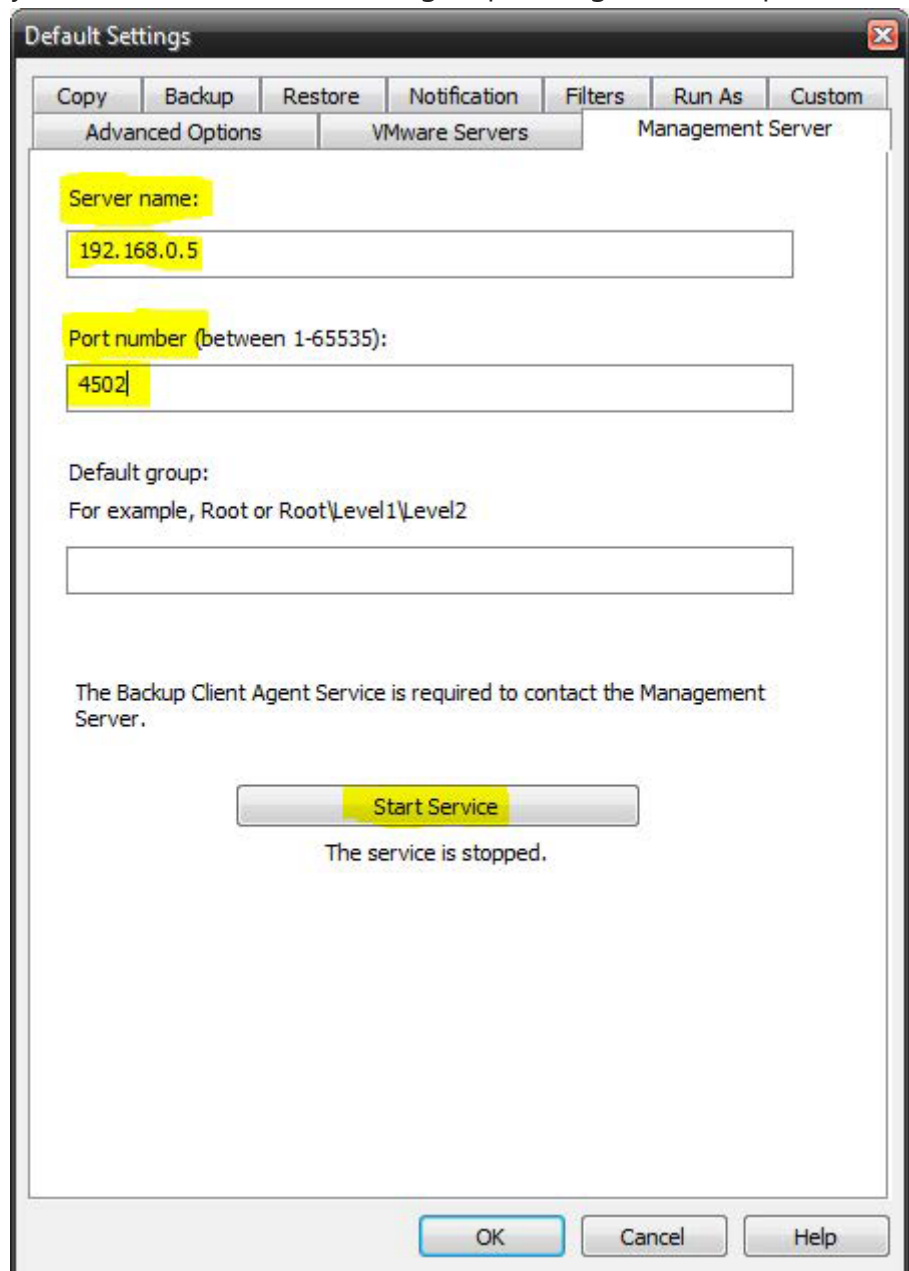 Default Settings
Copy Backup Restore Notification Filters Run As Custom
Advanced Options VMware Servers Management Server
Server name:
192.168.0.5
Port number (between 1-65535):
4502
Default group:
For example, Root or Root\Level1\Level2
The Backup Client Agent Service is required to contact the Management
Server.
Start Service
The service is stopped.
OK Cancel Help